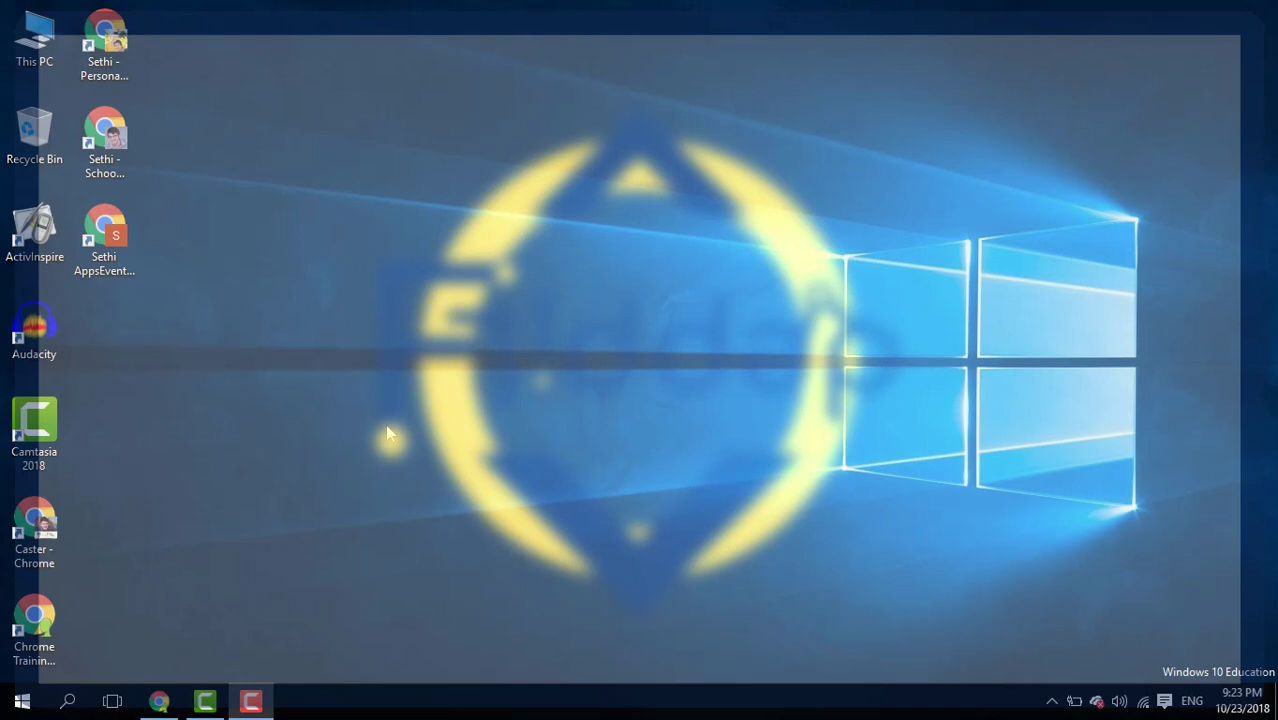 This PC
Sethi -
Persona...
Recycle Bin
Sethi -
Schoo...
ActivInspire
Sethi
AppsEvent...
S
Audacity
Camtasia
2018
Caster -
Chrome
Chrome
Trainin...
Windows 10 Education
ENG
9:23 PM
10/23/2018